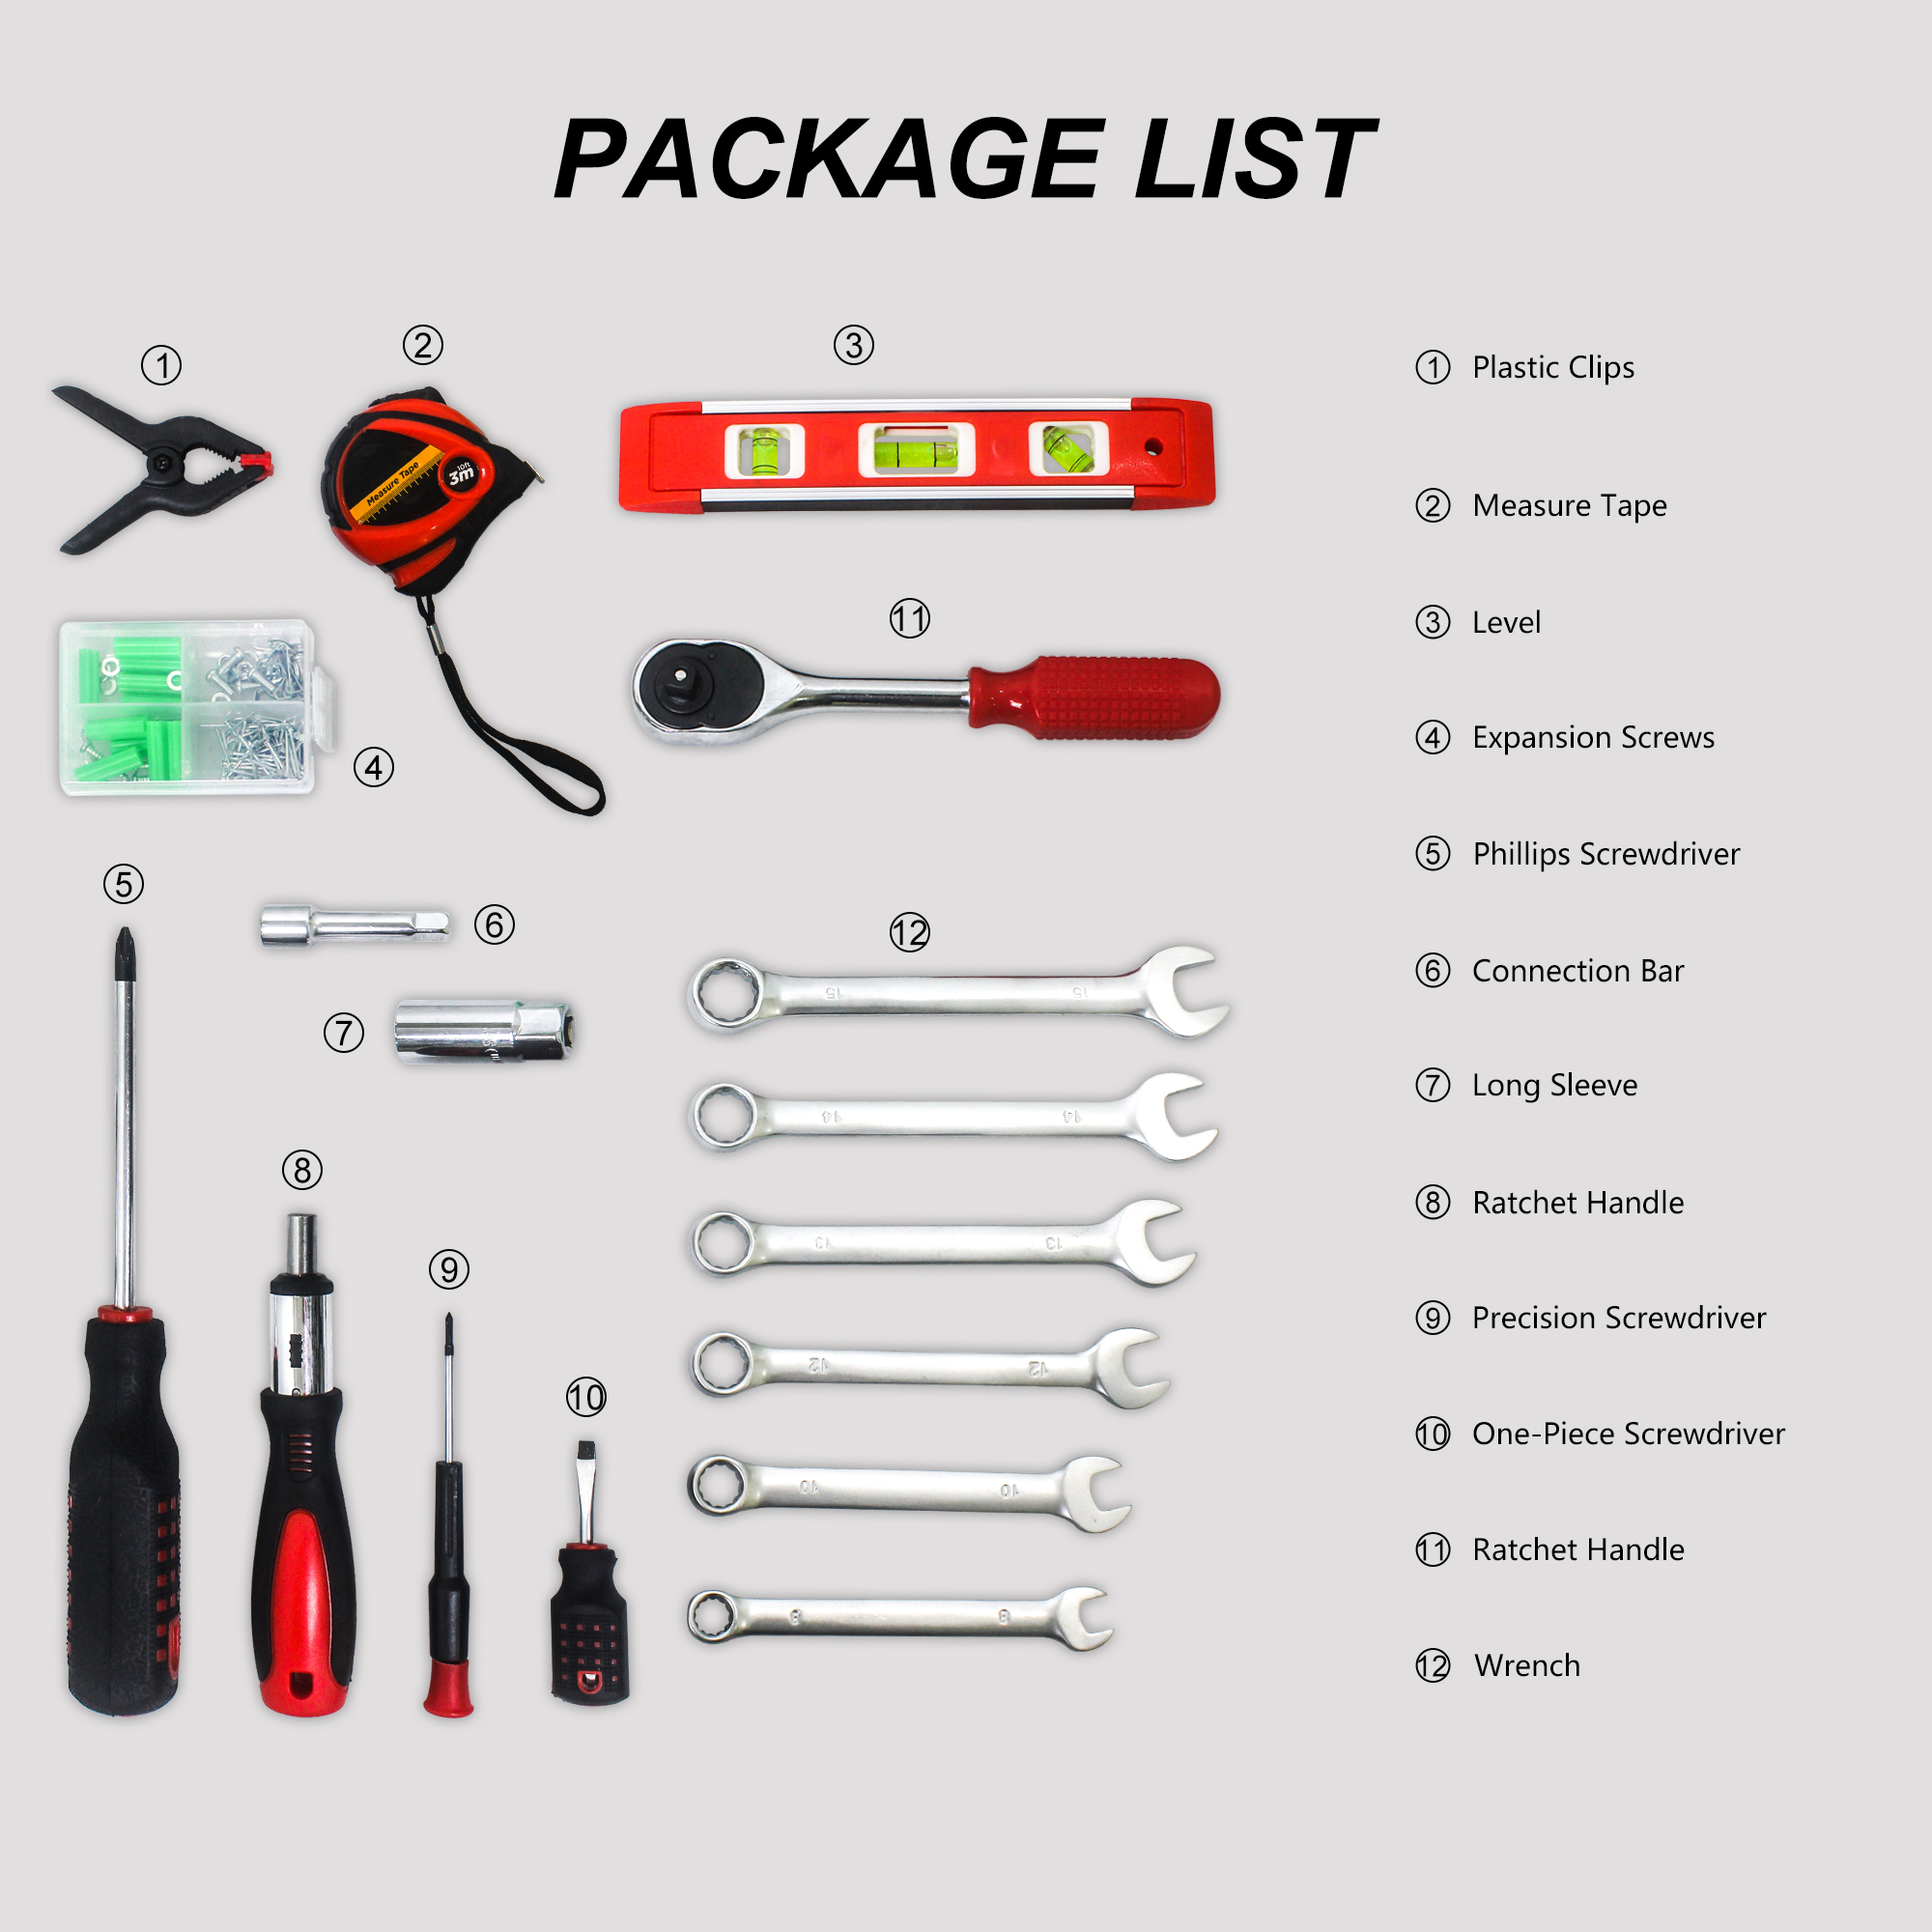 PACKAGE LIST
①
②
③
Measure Tape
10ft
3m
⑪
④
⑤
⑥
⑫
15 15
⑦
14 14
⑧
13 13
⑨
12 12
⑩
10 10
8 8
① Plastic Clips
② Measure Tape
③ Level
④ Expansion Screws
⑤ Phillips Screwdriver
⑥ Connection Bar
⑦ Long Sleeve
⑧ Ratchet Handle
⑨ Precision Screwdriver
⑩ One-Piece Screwdriver
⑪ Ratchet Handle
⑫ Wrench